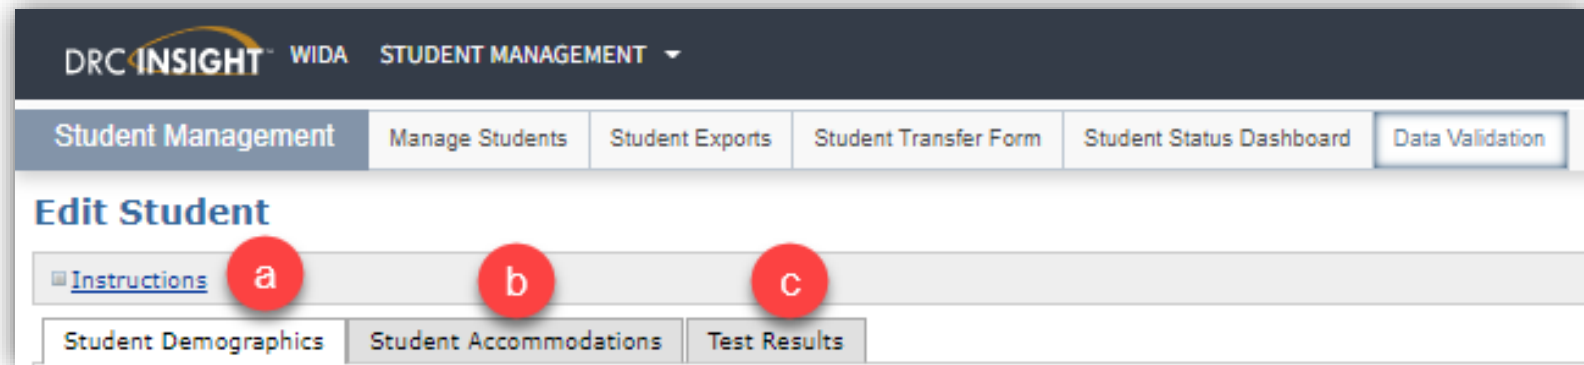 DRC INSIGHT™ WIDA STUDENT MANAGEMENT
Student Management Manage Students Student Exports Student Transfer Form Student Status Dashboard Data Validation
Edit Student
Instructions a b c
Student Demographics Student Accommodations Test Results